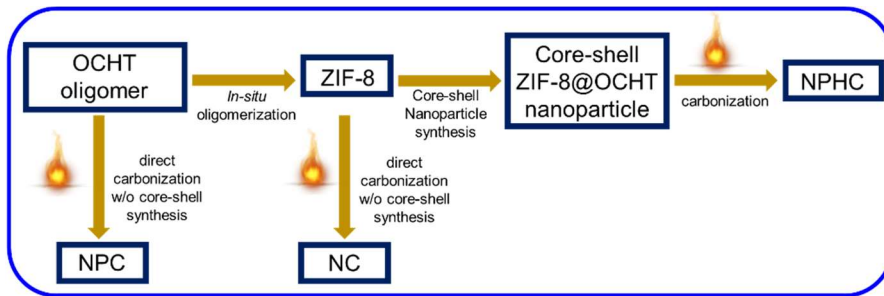 OCHT
oligomer
In-situ
oligomerization
ZIF-8
Core-shell
Nanoparticle
synthesis
Core-shell
ZIF-8@OCHT
nanoparticle
carbonization
NPHC
direct
carbonization
w/o core-shell
synthesis
direct
carbonization
w/o core-shell
synthesis
NPC
NC